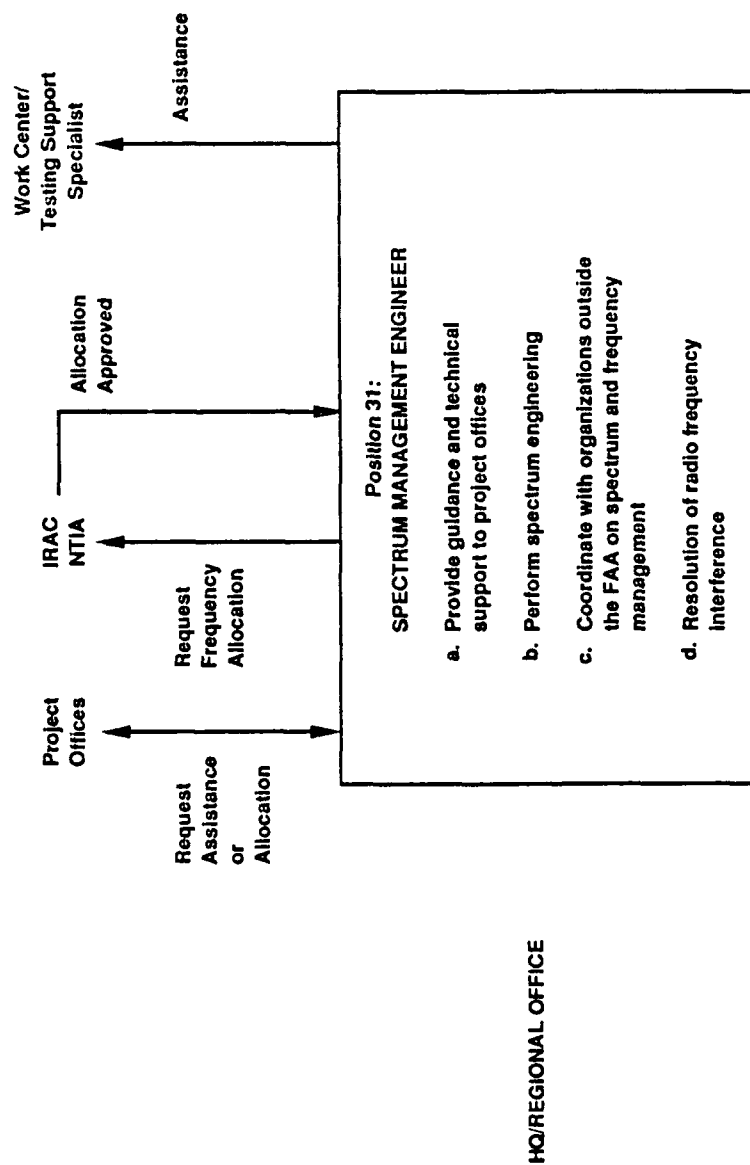 Project
Offices
Request
Assistance
or
Allocation
IRAC
NTIA
Request
Frequency
Allocation
Allocation
Approved
Work Center/
Testing Support
Specialist
Assistance
HQ/REGIONAL OFFICE
Position 31:
SPECTRUM MANAGEMENT ENGINEER
a. Provide guidance and technical
support to project offices
b. Perform spectrum engineering
c. Coordinate with organizations outside
the FAA on spectrum and frequency
management
d. Resolution of radio frequency
interference